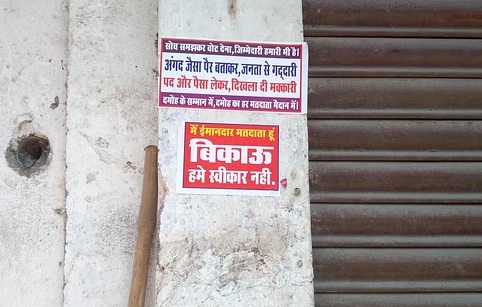 सोच समझकर वोट देना,जिम्मेदारी हमारी भी है।
अंगद जैसा पैर बताकर,जनता से गद्दारी
पद और पैसा लेकर,दिखला दी मक्कारी
दमोह के सम्मान में,दमोह का हर मतदाता मैदान में।
मैं ईमानदार मतदाता हूं
बिकाऊ
हमे स्वीकार नही.